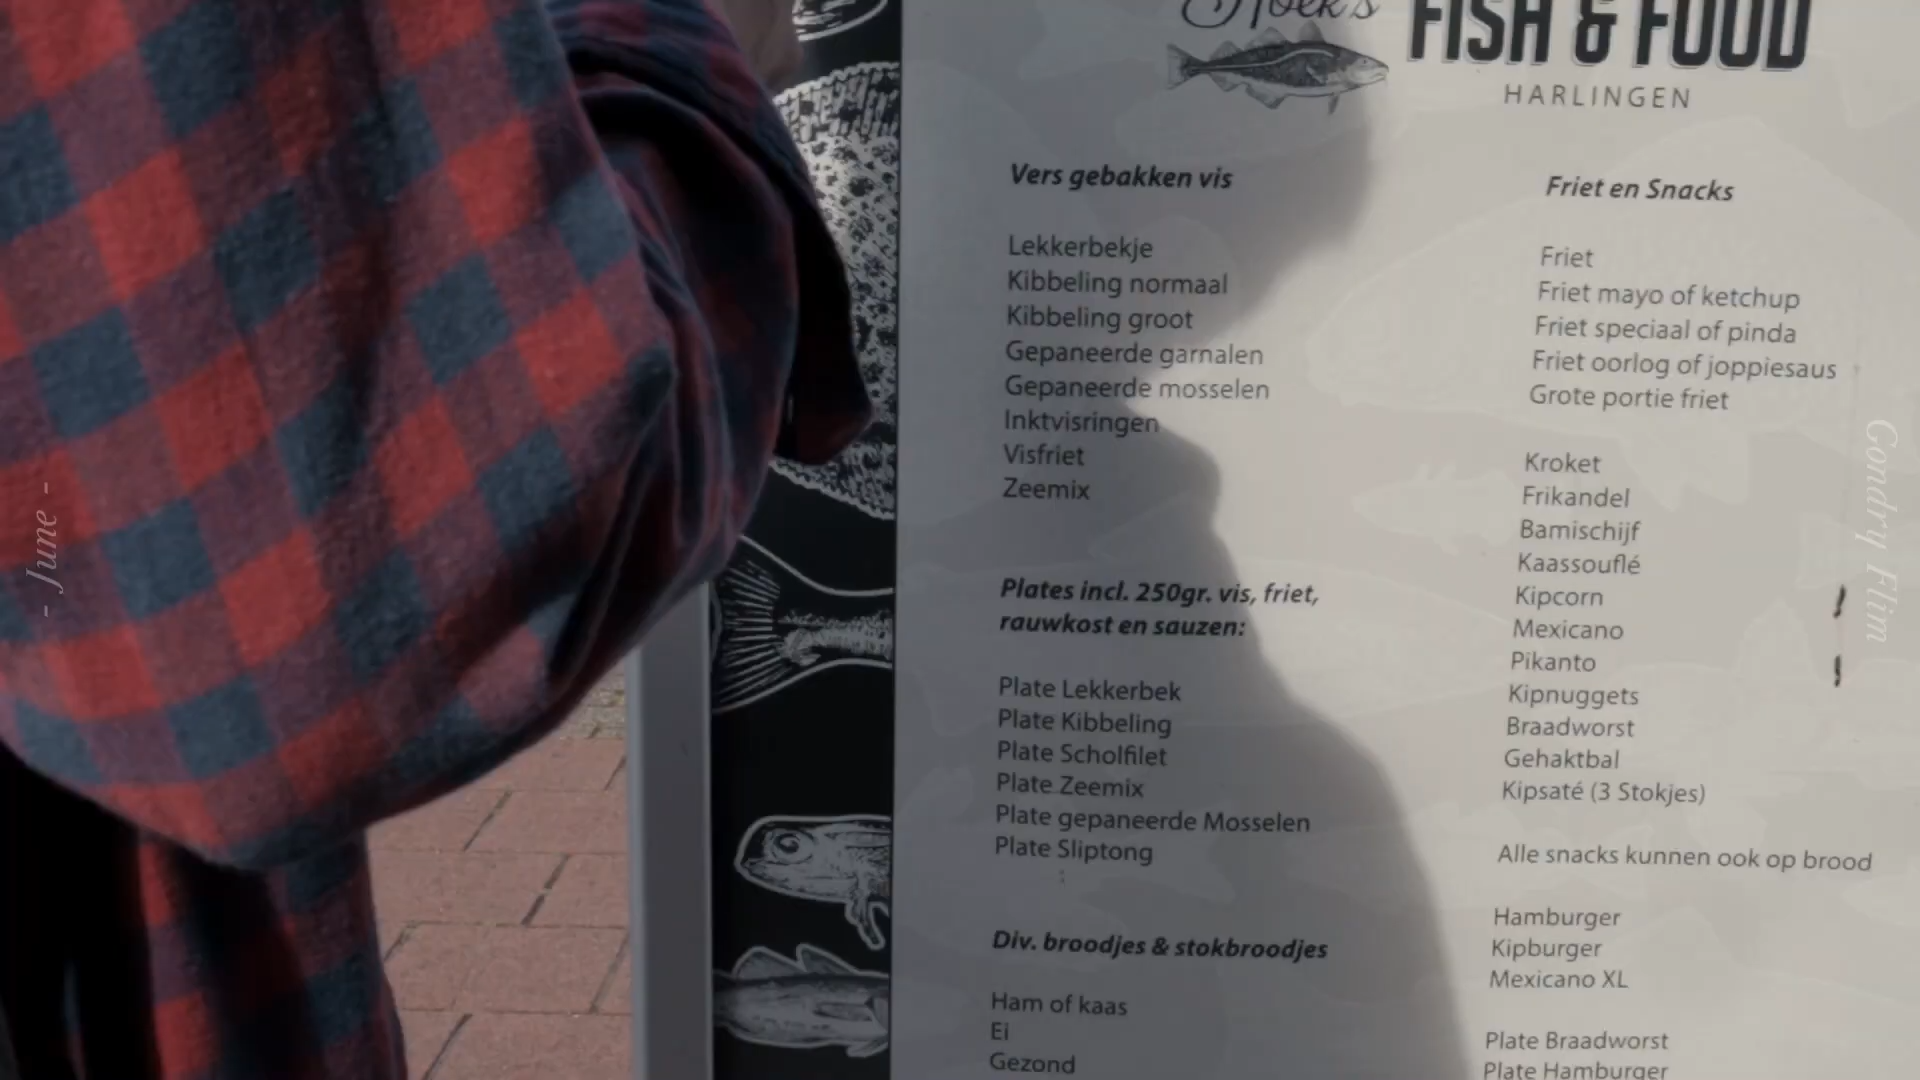 Hoek's
FISH & FOOD
HARLINGEN
Vers gebakken vis
Lekkerbekje
Kibbeling normaal
Kibbeling groot
Gepaneerde garnalen
Gepaneerde mosselen
Inktvisringen
Visfriet
Zeemix
Plates incl. 250gr. vis, friet,
rauwkost en sauzen:
Plate Lekkerbek
Plate Kibbeling
Plate Scholfilet
Plate Zeemix
Plate gepaneerde Mosselen
Plate Sliptong
Div. broodjes & stokbroodjes
Ham of kaas
Ei
Gezond
Friet en Snacks
Friet
Friet mayo of ketchup
Friet speciaal of pinda
Friet oorlog of joppiesaus
Grote portie friet
Kroket
Frikandel
Bamischijf
Kaassouflé
Kipcorn
Mexicano
Pikanto
Kipnuggets
Braadworst
Gehaktbal
Kipsaté (3 Stokjes)
Alle snacks kunnen ook op brood
Hamburger
Kipburger
Mexicano XL
Plate Braadworst
Plate Hamburger
- June -
Gondry Flim